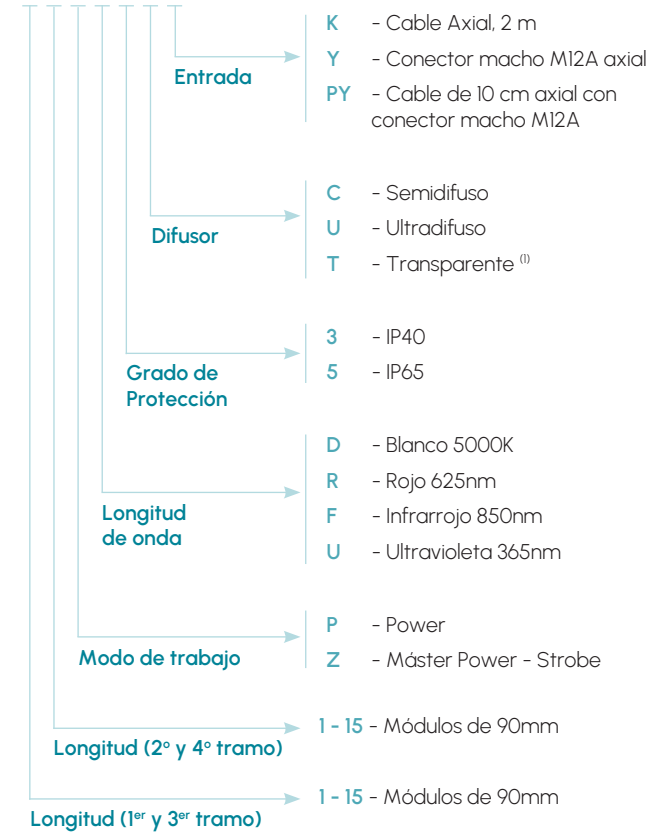 K - Cable Axial, 2 m
Y - Conector macho M12A axial
Entrada
PY - Cable de 10 cm axial con
conector macho M12A
C - Semidifuso
U - Ultradifuso
Difusor
T - Transparente (1)
3 - IP40
5 - IP65
Grado de
Protección
D - Blanco 5000K
R - Rojo 625nm
F - Infrarrojo 850nm
Longitud
de onda
U - Ultravioleta 365nm
P - Power
Modo de trabajo
Z - Máster Power - Strobe
1 - 15 - Módulos de 90mm
Longitud (2º y 4º tramo)
1 - 15 - Módulos de 90mm
Longitud (1er y 3er tramo)